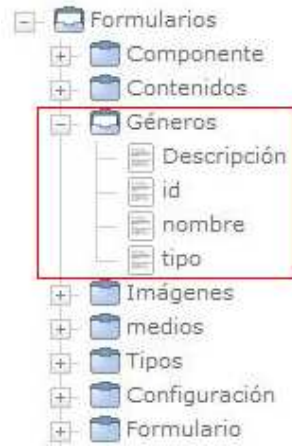 Formularios
Componente
Contenidos
Géneros
Descripción
id
nombre
tipo
Imágenes
medios
Tipos
Configuración
Formulario